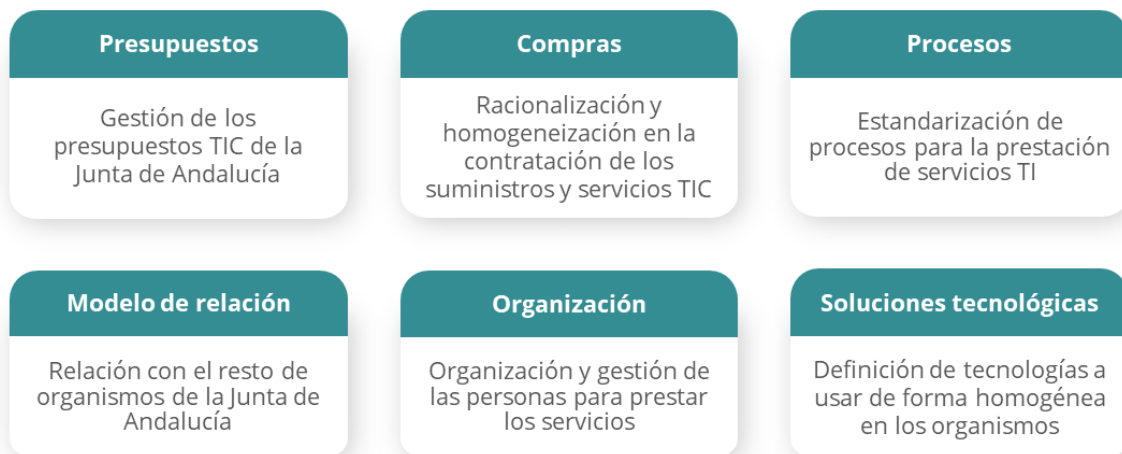 Presupuestos
Gestión de los
presupuestos TIC de la
Junta de Andalucía
Compras
Racionalización y
homogeneización en la
contratación de los
suministros y servicios TIC
Procesos
Estandarización de
procesos para la prestación
de servicios TI
Modelo de relación
Relación con el resto de
organismos de la Junta de
Andalucía
Organización
Organización y gestión de
las personas para prestar
los servicios
Soluciones tecnológicas
Definición de tecnologías a
usar de forma homogénea
en los organismos